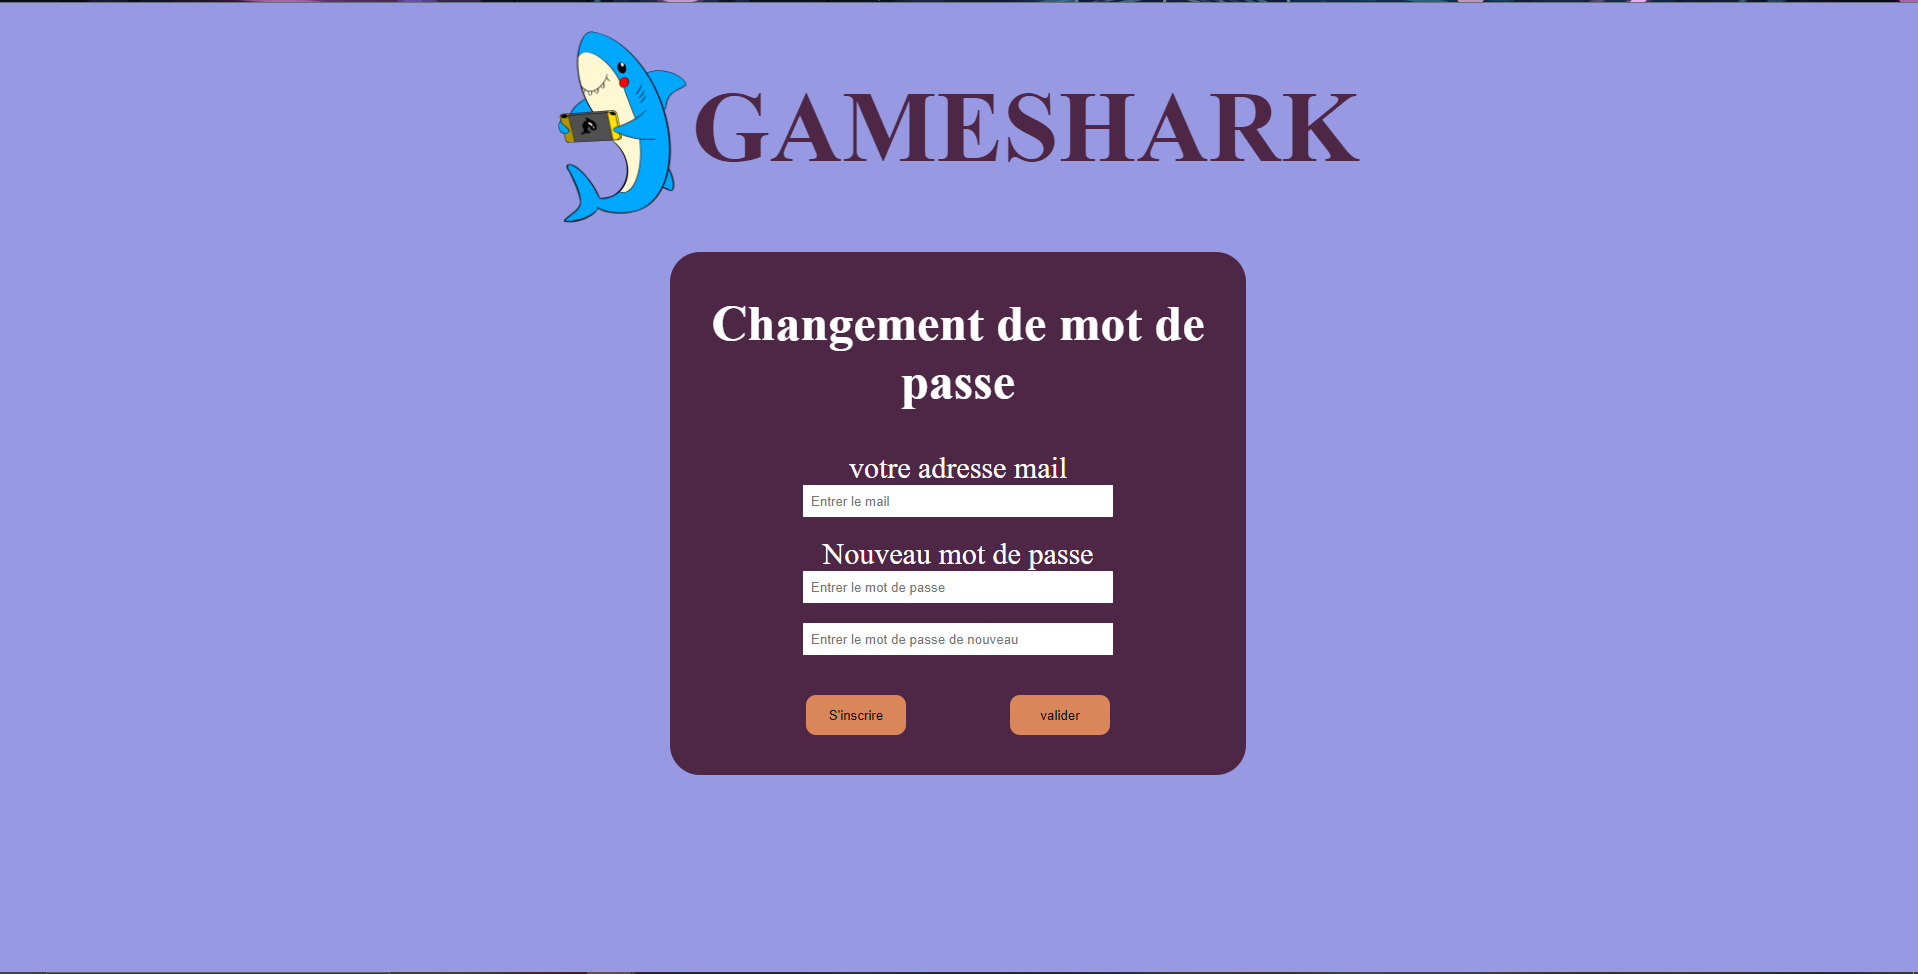 GAMESHARK
Changement de mot de
passe
votre adresse mail
Entrer le mail
Nouveau mot de passe
Entrer le mot de passe
Entrer le mot de passe de nouveau
S'inscrire
valider